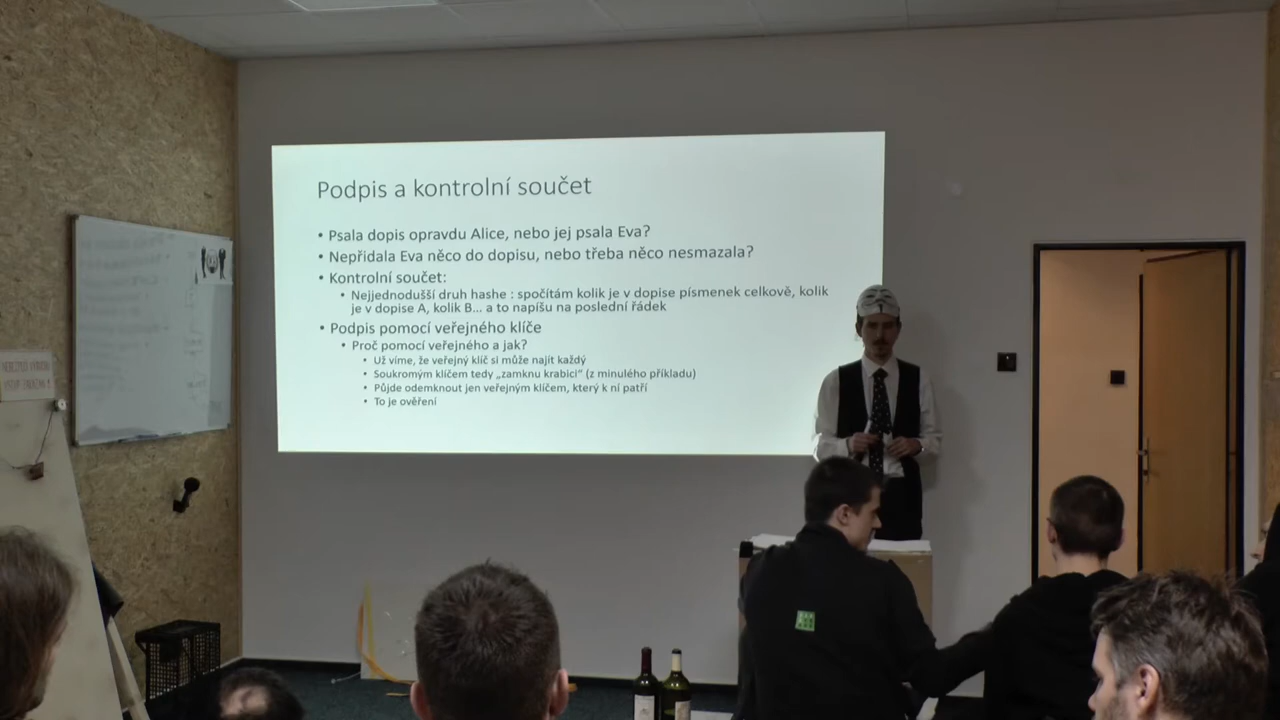 Podpis a kontrolní součet
• Psala dopis opravdu Alice, nebo jej psala Eva?
• Nepřidala Eva něco do dopisu, nebo třeba něco nesmazala?
• Kontrolní součet:
• Nejjednodušší druh hashe : spočítám kolik je v dopise písmenek celkově, kolik
je v dopise A, kolik B... a to napíšu na poslední řádek
• Podpis pomocí veřejného klíče
• Proč pomocí veřejného a jak?
• Už víme, že veřejný klíč si může najít každý
• Soukromým klíčem tedy „zamknu krabici“ (z minulého příkladu)
• Půjde odemknout jen veřejným klíčem, který k ní patří
• To je ověření